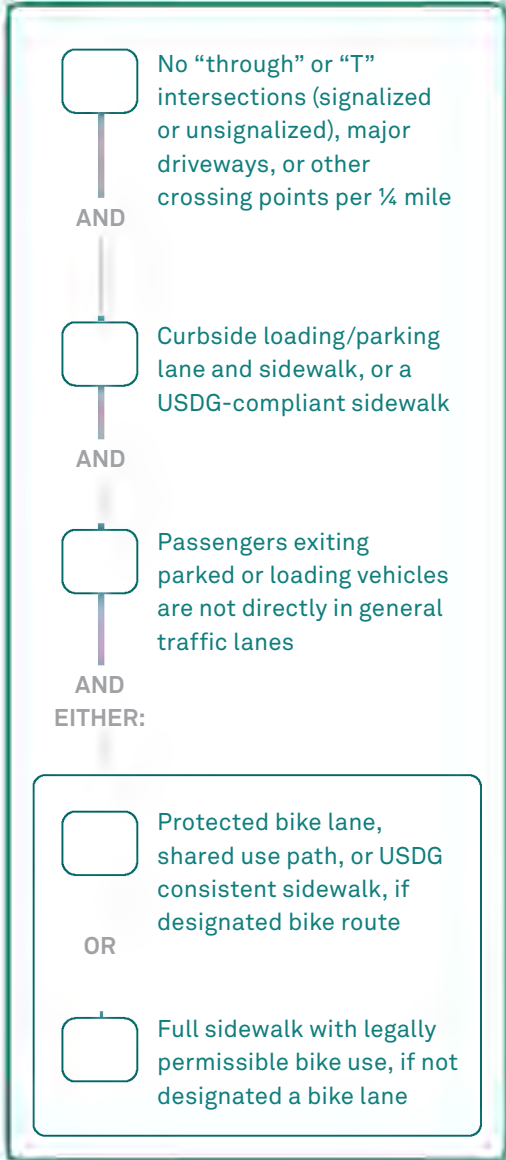 No “through” or “T”
intersections (signalized
or unsignalized), major
driveways, or other
crossing points per ¼ mile
AND
Curbside loading/parking
lane and sidewalk, or a
USDG-compliant sidewalk
AND
Passengers exiting
parked or loading vehicles
are not directly in general
traffic lanes
AND
EITHER:
Protected bike lane,
shared use path, or USDG
consistent sidewalk, if
designated bike route
OR
Full sidewalk with legally
permissible bike use, if not
designated a bike lane